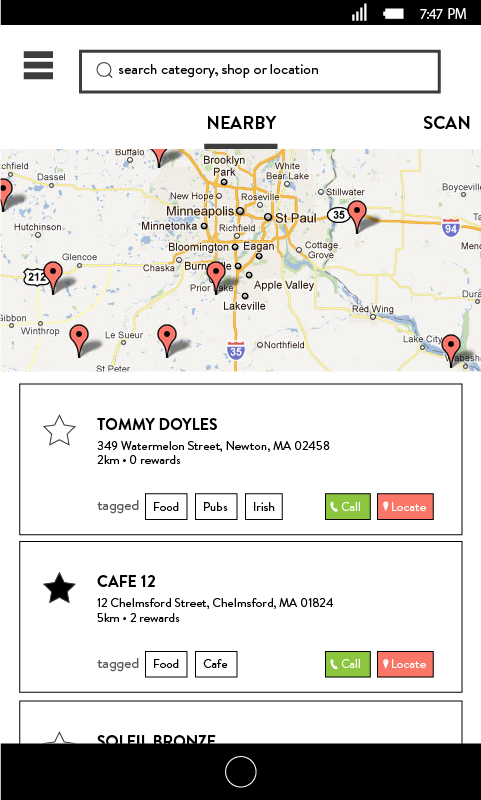 7:47 PM
search category, shop or location
NEARBY SCAN
Buffalo
Brooklyn
Park
White
Bear Lake
Dassel
New Hope Roseville
Stillwater
Boyceville
Minneapolis St Paul 35
Hutchinson Minnetonka Richfield
94
Bloomington Eagan Cottage
Grove
Glencoe Chaska
212
Prior Lake Apple Valley
Lakeville
Gibbon
Winthrop
Red Wing
Le Sueur
35 Northfield
Lake City
St Peter
TOMMY DOYLES
349 Watermelon Street, Newton, MA 02458
2km • 0 rewards
tagged Food Pubs Irish Call Locate
CAFE 12
12 Chelmsford Street, Chelmsford, MA 01824
5km • 2 rewards
tagged Food Cafe Call Locate
SOLEIL BRONZE